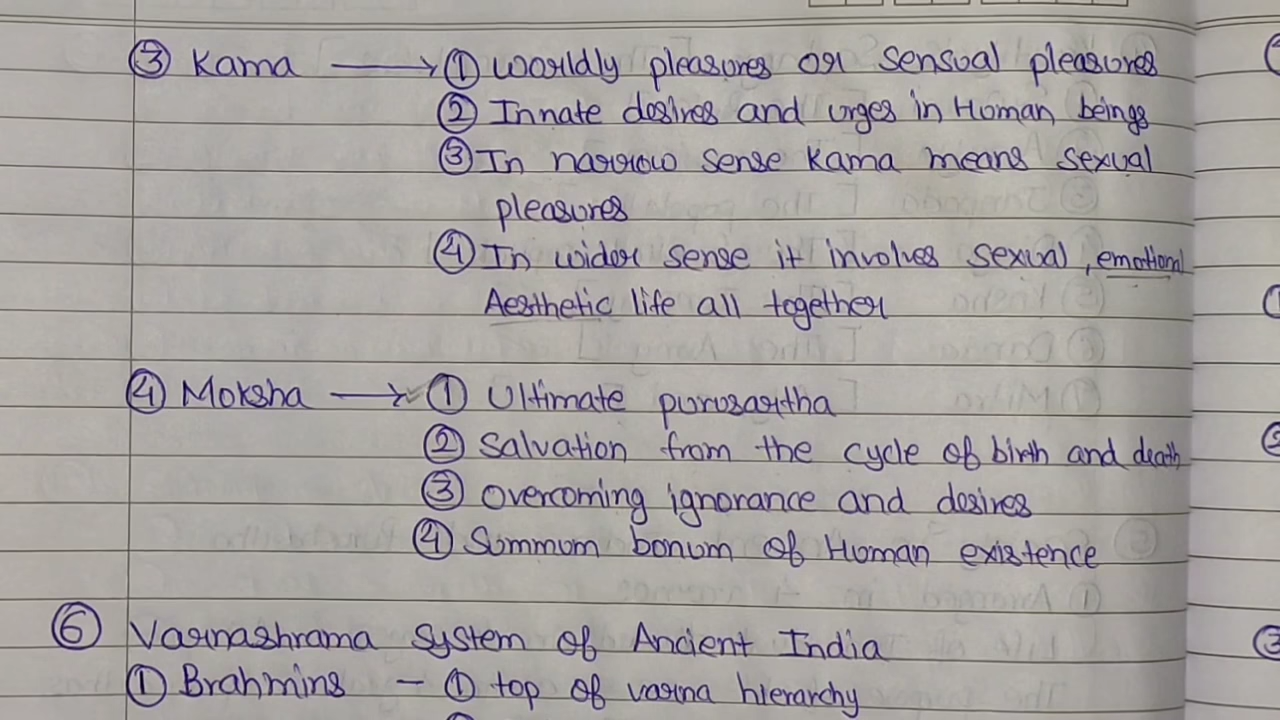 ③ Kama → ① Worldly pleasures or sensual pleasures
② Innate desires and urges in Human beings
③ In narrow sense Kama means sexual
pleasures
④ In wider sense it involves sexual, emotional
Aesthetic life all together
④ Moksha → ① Ultimate purusartha
② Salvation from the cycle of birth and death
③ overcoming ignorance and desires
④ Summum bonum of Human existence
⑥ Varnashrama System of Ancient India
① Brahmins - ① top of varna hierarchy